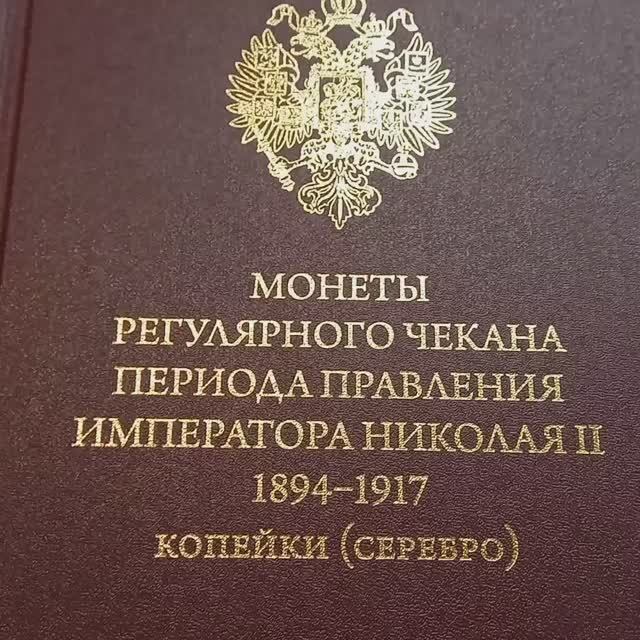 МОНЕТЫ
РЕГУЛЯРНОГО ЧЕКАНА
ПЕРИОДА ПРАВЛЕНИЯ
ИМПЕРАТОРА НИКОЛАЯ II
1894–1917
КОПЕЙКИ (СЕРЕБРО)